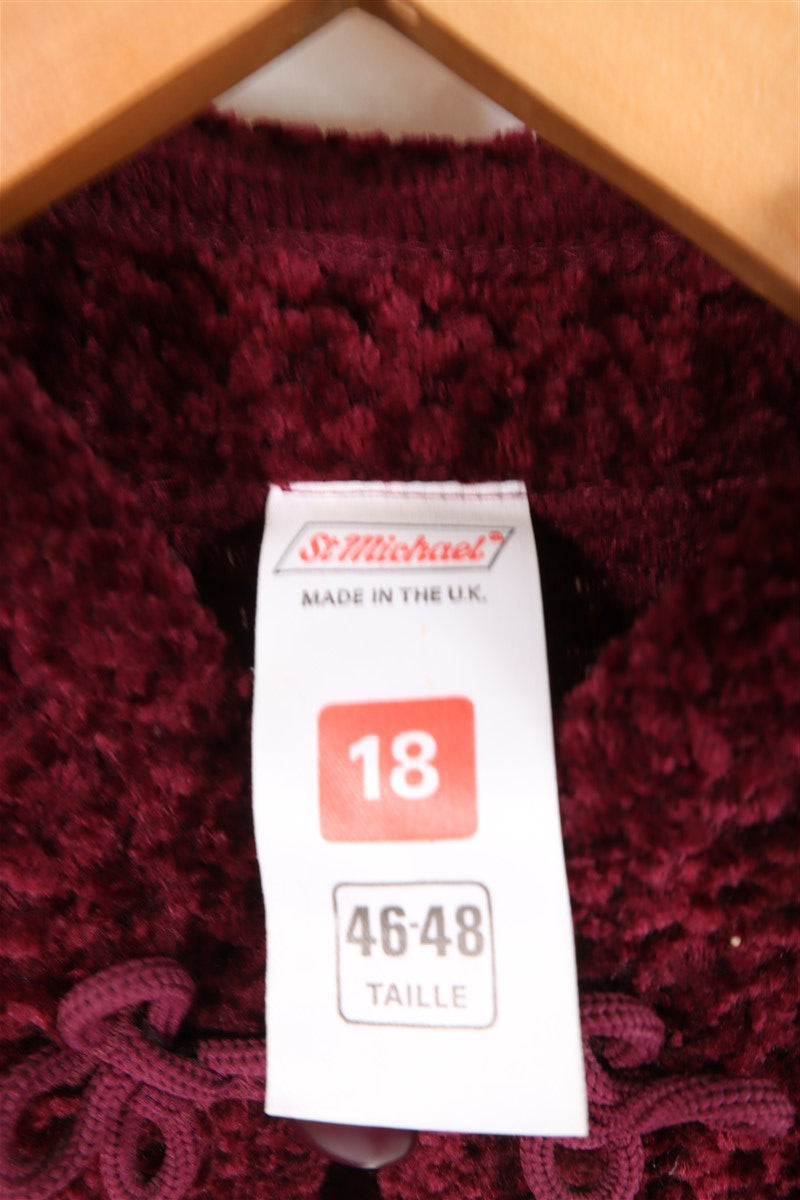 St Michael®
MADE IN THE U.K.
18
46-48
TAILLE